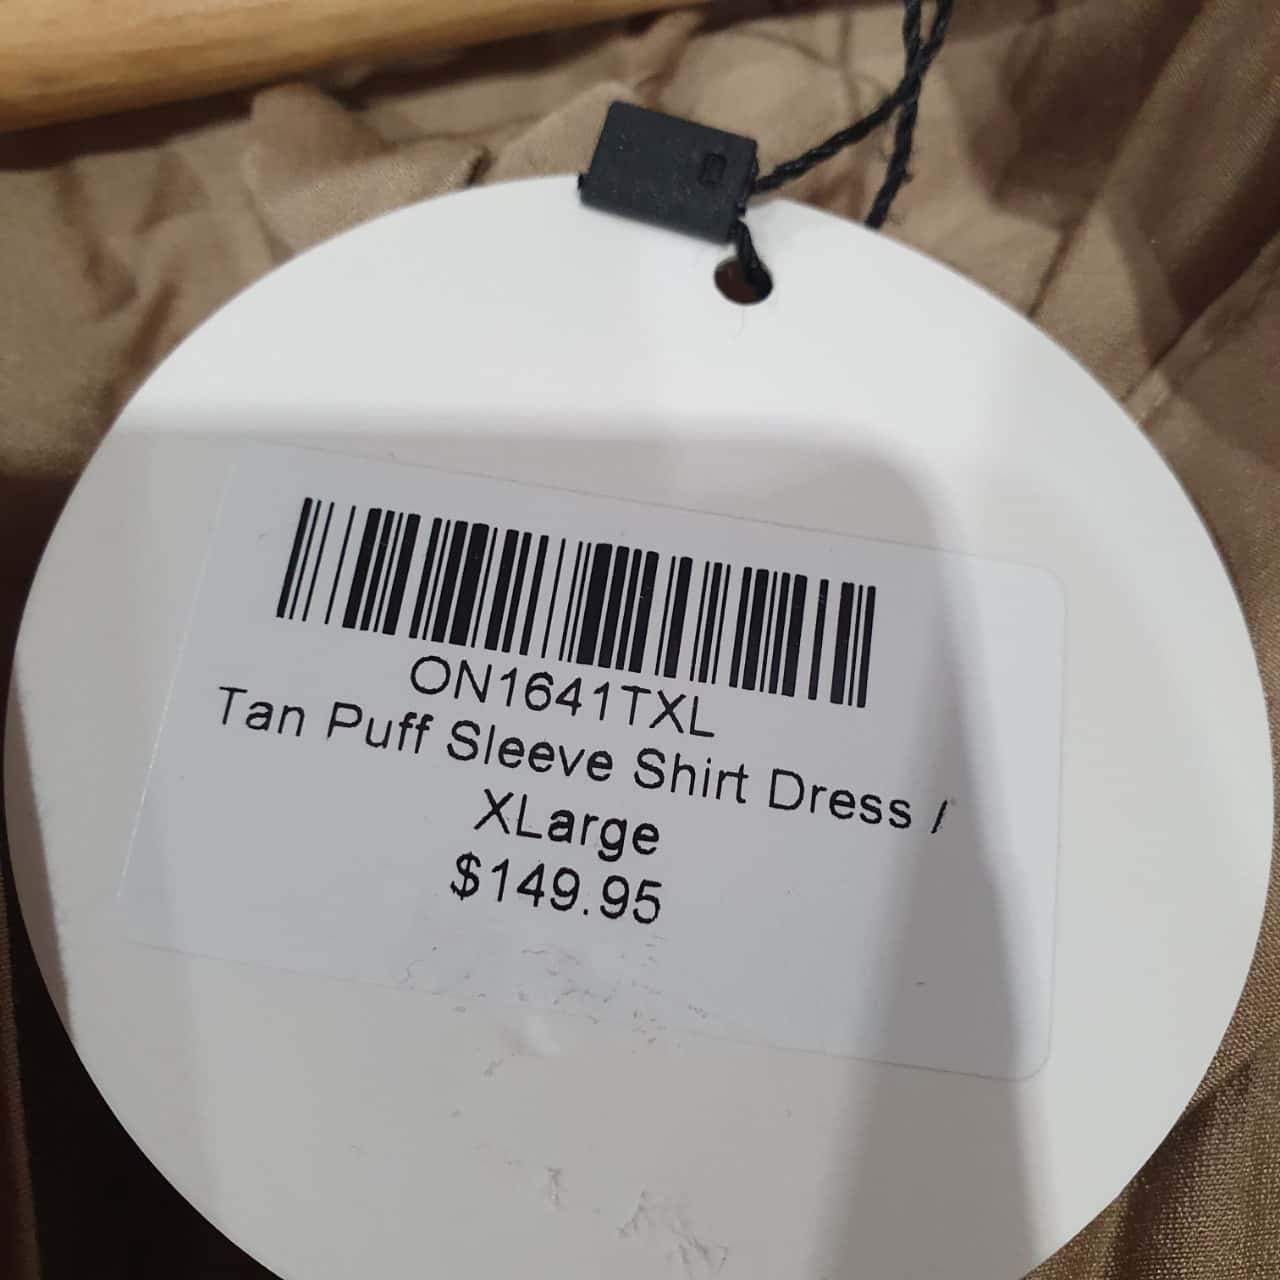 ON1641TXL
Tan Puff Sleeve Shirt Dress /
XLarge
$149.95